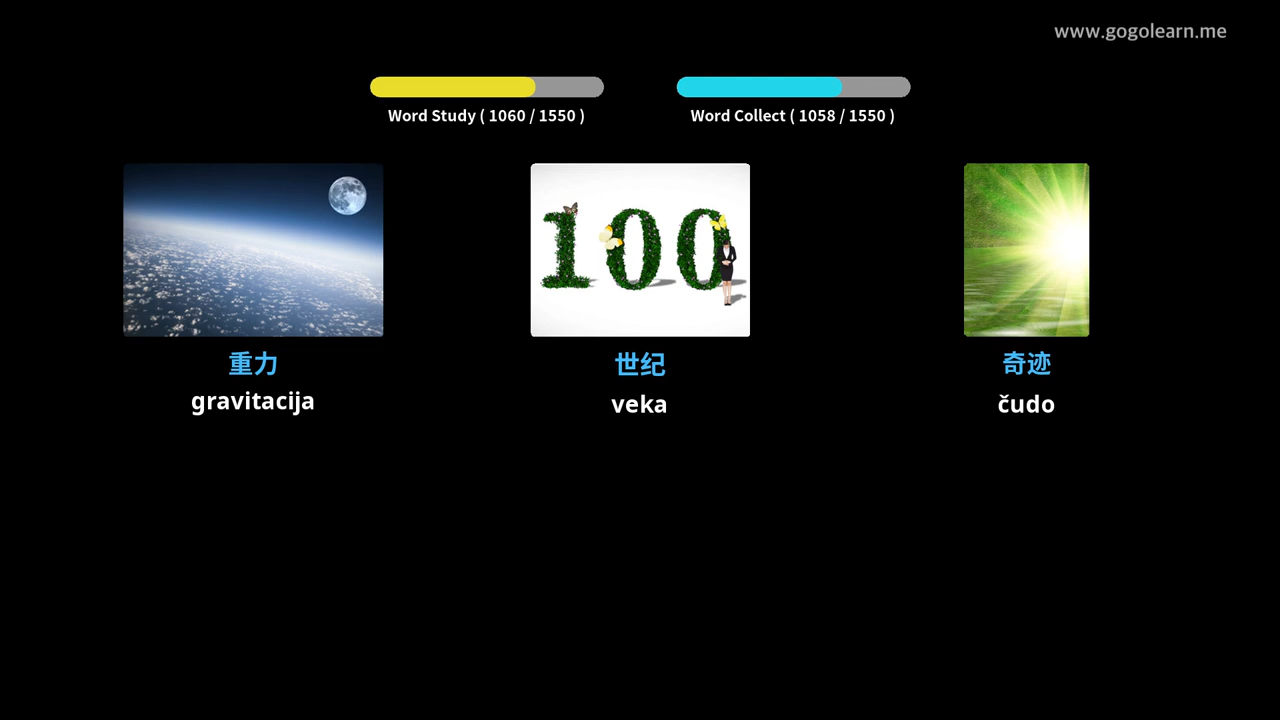 www.gogolearn.me
Word Study ( 1060 / 1550 )
Word Collect ( 1058 / 1550 )
100
重力
世纪
奇迹
gravitacija
veka
čudo